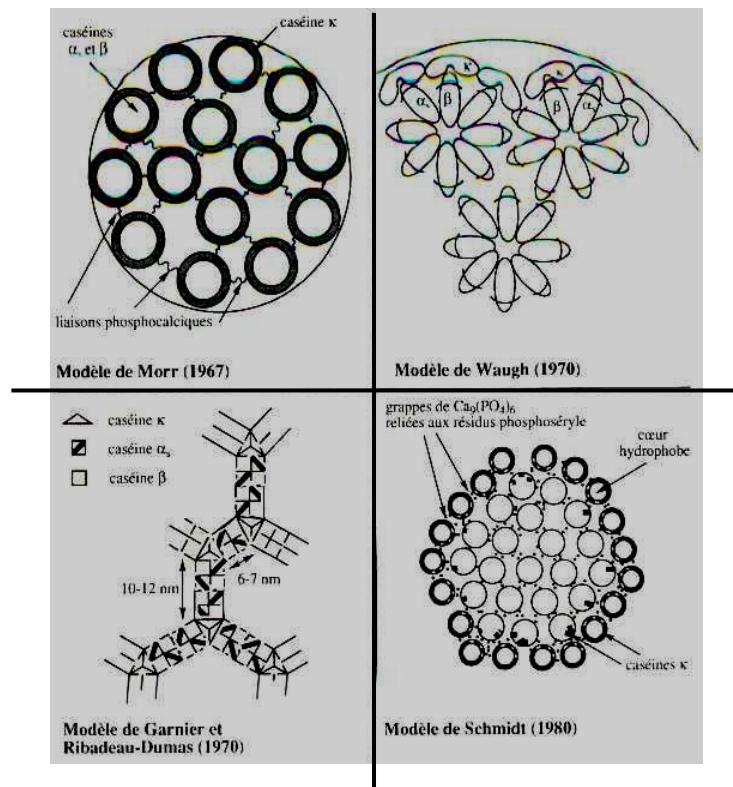 caséines
α, et β
caséine κ
liaisons phosphocalciques
Modèle de Morr (1967)
κ
κ
αs
β
β
αs
Modèle de Waugh (1970)
caséine κ
caséine αs
caséine β
10-12 nm
6-7 nm
Modèle de Garnier et
Ribadeau-Dumas (1970)
grappes de Ca9(PO4)6
reliées aux résidus phosphoséryle
cœur
hydrophobe
caséines κ
Modèle de Schmidt (1980)